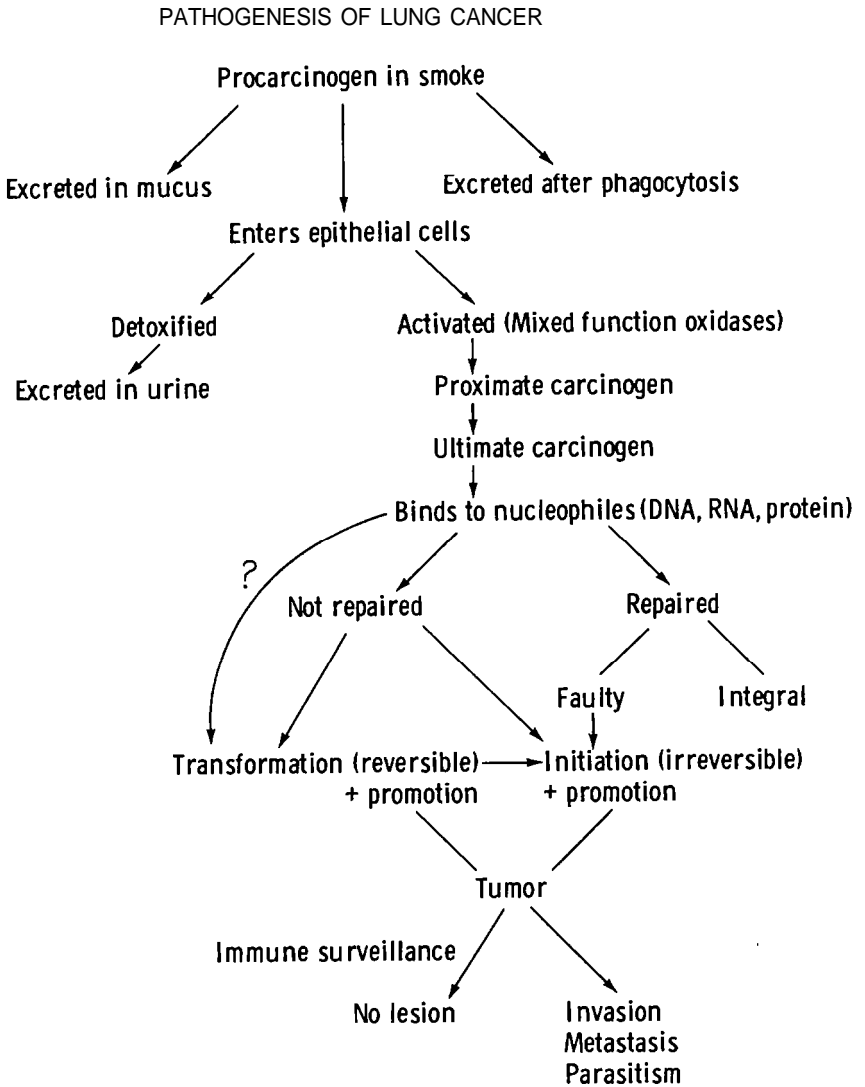 PATHOGENESIS OF LUNG CANCER
Procarcinogen in smoke
Excreted in mucus
Excreted after phagocytosis
Enters epithelial cells
Detoxified
Activated (Mixed function oxidases)
Excreted in urine
Proximate carcinogen
Ultimate carcinogen
Binds to nucleophiles (DNA, RNA, protein)
?
Not repaired
Repaired
Faulty
Integral
Transformation (reversible)
+ promotion
Initiation (irreversible)
+ promotion
Tumor
Immune surveillance
No lesion
Invasion
Metastasis
Parasitism